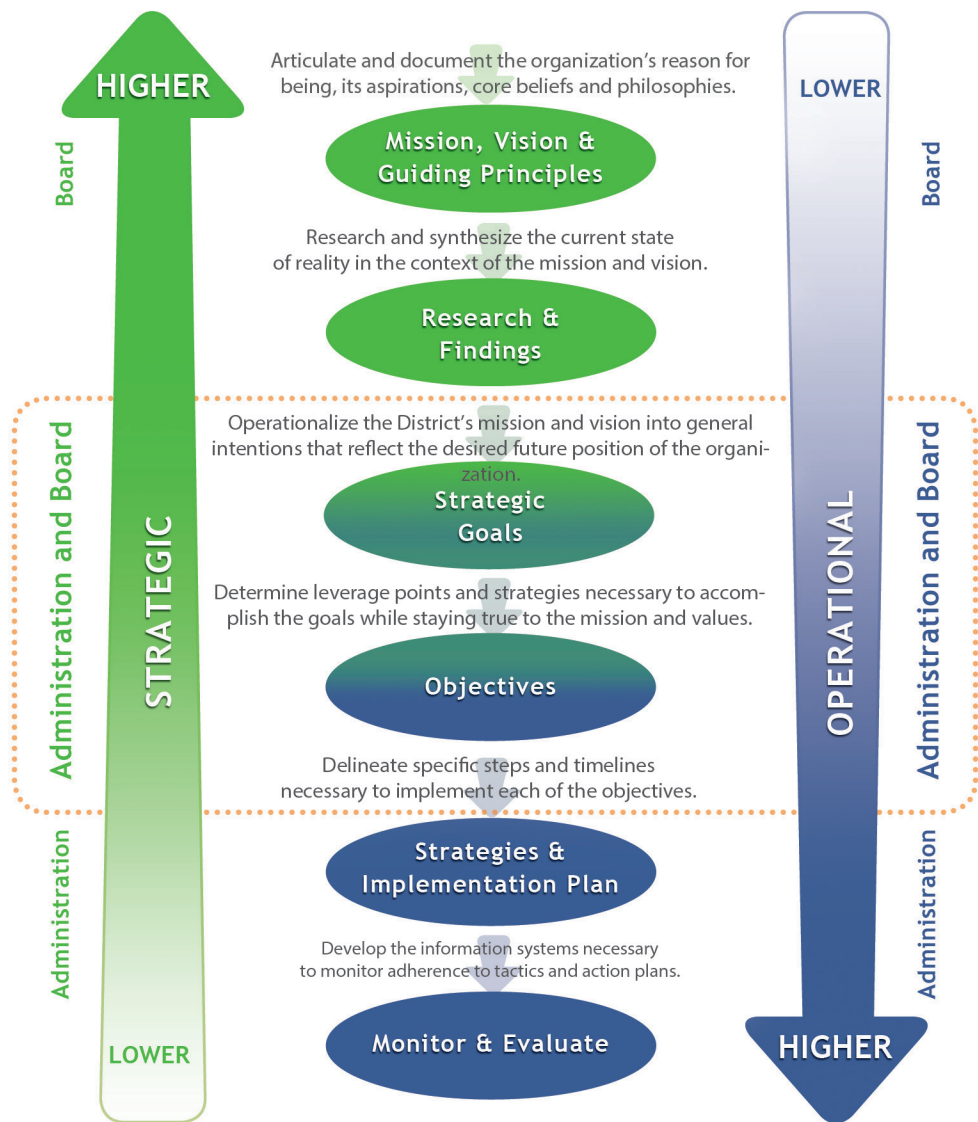 Articulate and document the organization’s reason for
being, its aspirations, core beliefs and philosophies.
HIGHER
LOWER
Board
Mission, Vision &
Guiding Principles
Board
Research and synthesize the current state
of reality in the context of the mission and vision.
Research &
Findings
Operationalize the District’s mission and vision into general
intentions that reflect the desired future position of the organi-
zation.
Strategic
Goals
Administration and Board
STRATEGIC
OPERATIONAL
Administration and Board
Determine leverage points and strategies necessary to accom-
plish the goals while staying true to the mission and values.
Objectives
Delineate specific steps and timelines
necessary to implement each of the objectives.
Administration
Strategies &
Implementation Plan
Administration
Develop the information systems necessary
to monitor adherence to tactics and action plans.
LOWER
Monitor & Evaluate
HIGHER